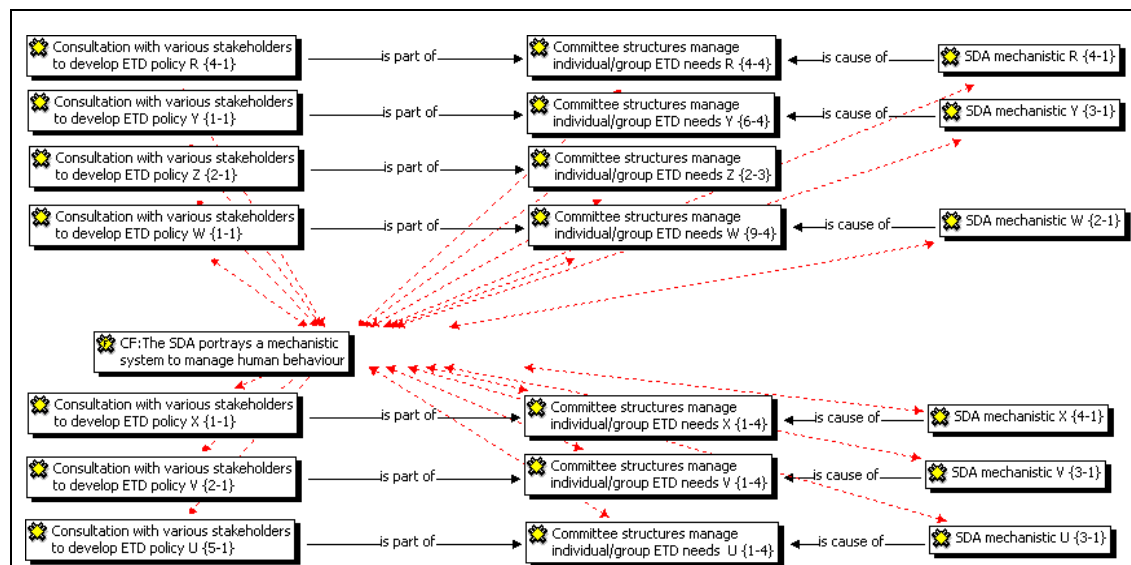 Consultation with various stakeholders
to develop ETD policy R {4-1}
is part of
Committee structures manage
individual/group ETD needs R {4-4}
is cause of
SDA mechanistic R {4-1}
Consultation with various stakeholders
to develop ETD policy Y {1-1}
is part of
Committee structures manage
individual/group ETD needs Y {6-4}
is cause of
SDA mechanistic Y {3-1}
Consultation with various stakeholders
to develop ETD policy Z {2-1}
is part of
Committee structures manage
individual/group ETD needs Z {2-3}
Consultation with various stakeholders
to develop ETD policy W {1-1}
is part of
Committee structures manage
individual/group ETD needs W {9-4}
is cause of
SDA mechanistic W {2-1}
CF:The SDA portrays a mechistic
system to manage human behaviour
Consultation with various stakeholders
to develop ETD policy X {1-1}
is part of
Committee structures manage
individual/group ETD needs X {1-4}
is cause of
SDA mechanistic X {4-1}
Consultation with various stakeholders
to develop ETD policy V {2-1}
is part of
Committee structures manage
individual/group ETD needs V {1-4}
is cause of
SDA mechanistic V {3-1}
Consultation with various stakeholders
to develop ETD policy U {5-1}
is part of
Committee structures manage
individual/group ETD needs  U {1-4}
is cause of
SDA mechanistic U {3-1}